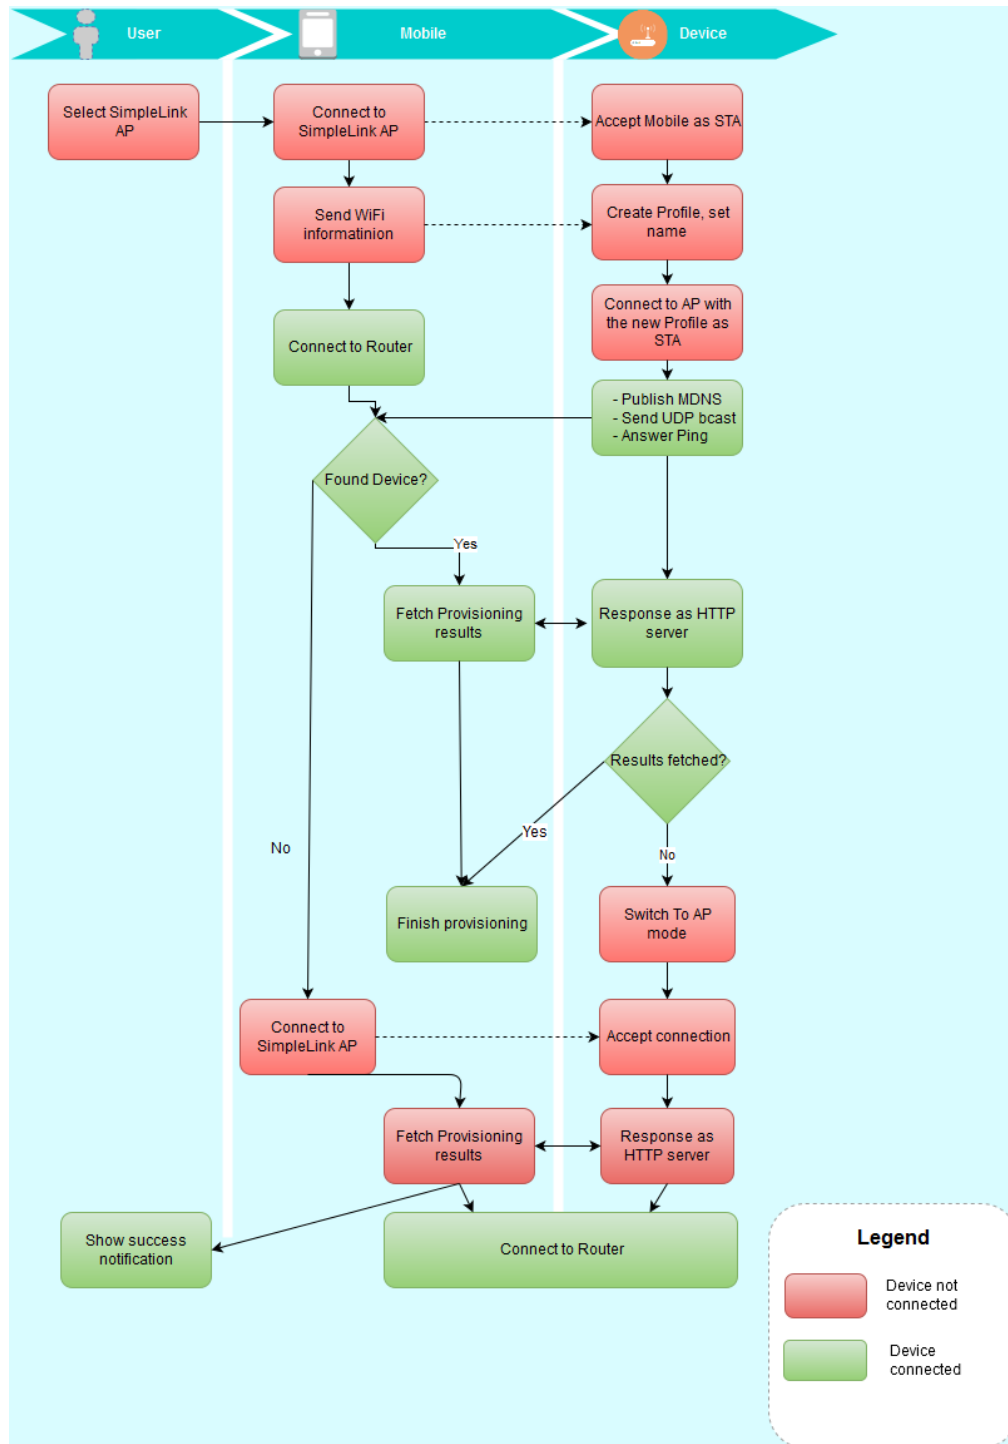 User
Mobile
Device
Select SimpleLink
AP
Connect to
SimpleLink AP
Accept Mobile as STA
Send WiFi
informatinion
Create Profile, set
name
Connect to AP with
the new Profile as
STA
Connect to Router
- Publish MDNS
- Send UDP bcast
- Answer Ping
Found Device?
Yes
Fetch Provisioning
results
Response as HTTP
server
Results fetched?
Yes
No
No
Finish provisioning
Switch To AP
mode
Connect to
SimpleLink AP
Accept connection
Fetch Provisioning
results
Response as
HTTP server
Show success
notification
Connect to Router
Legend
Device not
connected
Device
connected